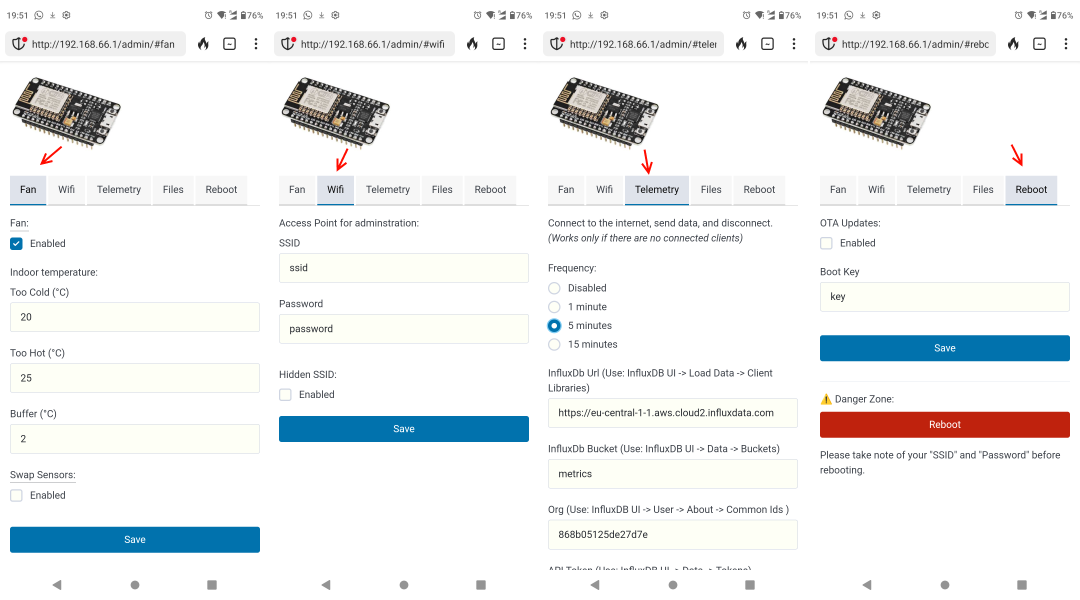 19:51
76%
http://192.168.66.1/admin/#fan
Fan Wifi Telemetry Files Reboot
Fan:
Enabled
Indoor temperature:
Too Cold (°C)
20
Too Hot (°C)
25
Buffer (°C)
2
Swap Sensors:
Enabled
Save
19:51
76%
http://192.168.66.1/admin/#wifi
Fan Wifi Telemetry Files Reboot
Access Point for adminstration:
SSID
ssid
Password
password
Hidden SSID:
Enabled
Save
19:51
76%
http://192.168.66.1/admin/#teler
Fan Wifi Telemetry Files Reboot
Connect to the internet, send data, and disconnect.
(Works only if there are no connected clients)
Frequency:
Disabled
1 minute
5 minutes
15 minutes
InfluxDb Url (Use: InfluxDB UI -> Load Data -> Client
Libraries)
https://eu-central-1-1.aws.cloud2.influxdata.com
InfluxDb Bucket (Use: InfluxDB UI -> Data -> Buckets)
metrics
Org (Use: InfluxDB UI -> User -> About -> Common Ids )
868b05125de27d7e
API Token (Use: InfluxDB UI -> Data -> Tokens)
19:51
76%
http://192.168.66.1/admin/#rebc
Fan Wifi Telemetry Files Reboot
OTA Updates:
Enabled
Boot Key
key
Save
⚠️ Danger Zone:
Reboot
Please take note of your "SSID" and "Password" before
rebooting.